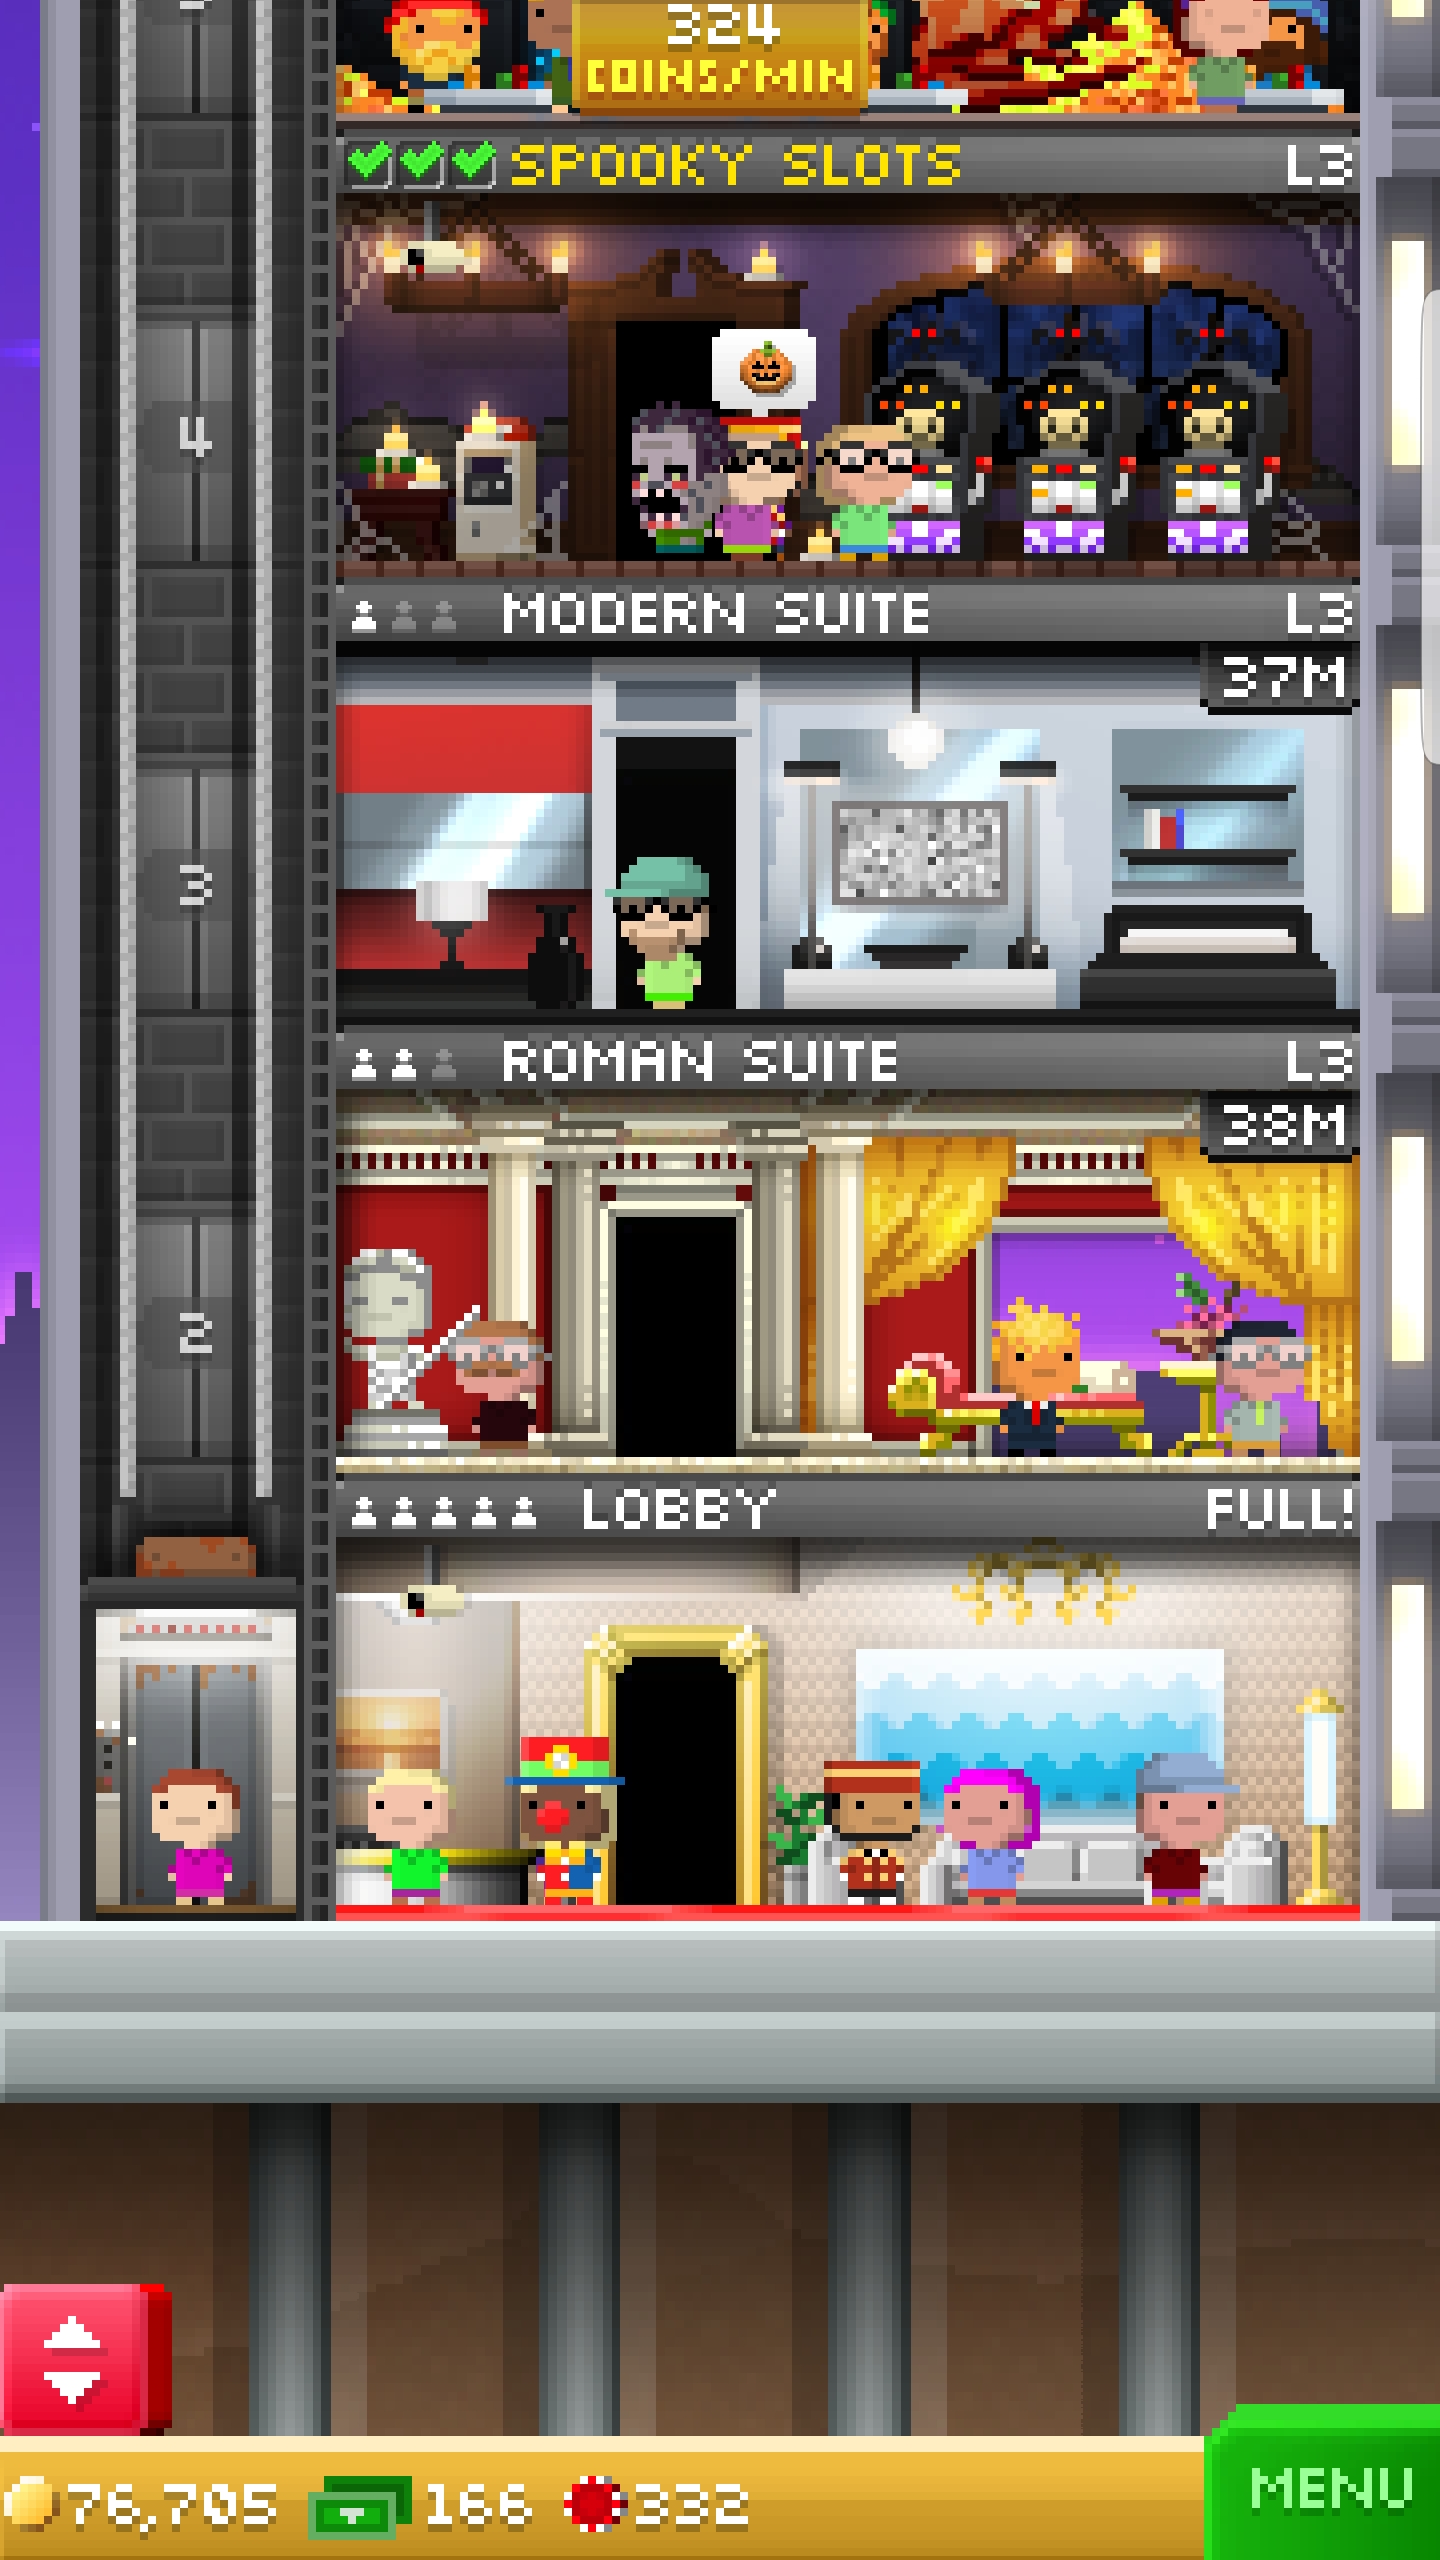 324
COINS/MIN
SPOOKY SLOTS L3
4
MODERN SUITE L3
37M
3
ROMAN SUITE L3
38M
2
LOBBY FULL!
MENU
76,705 166 332